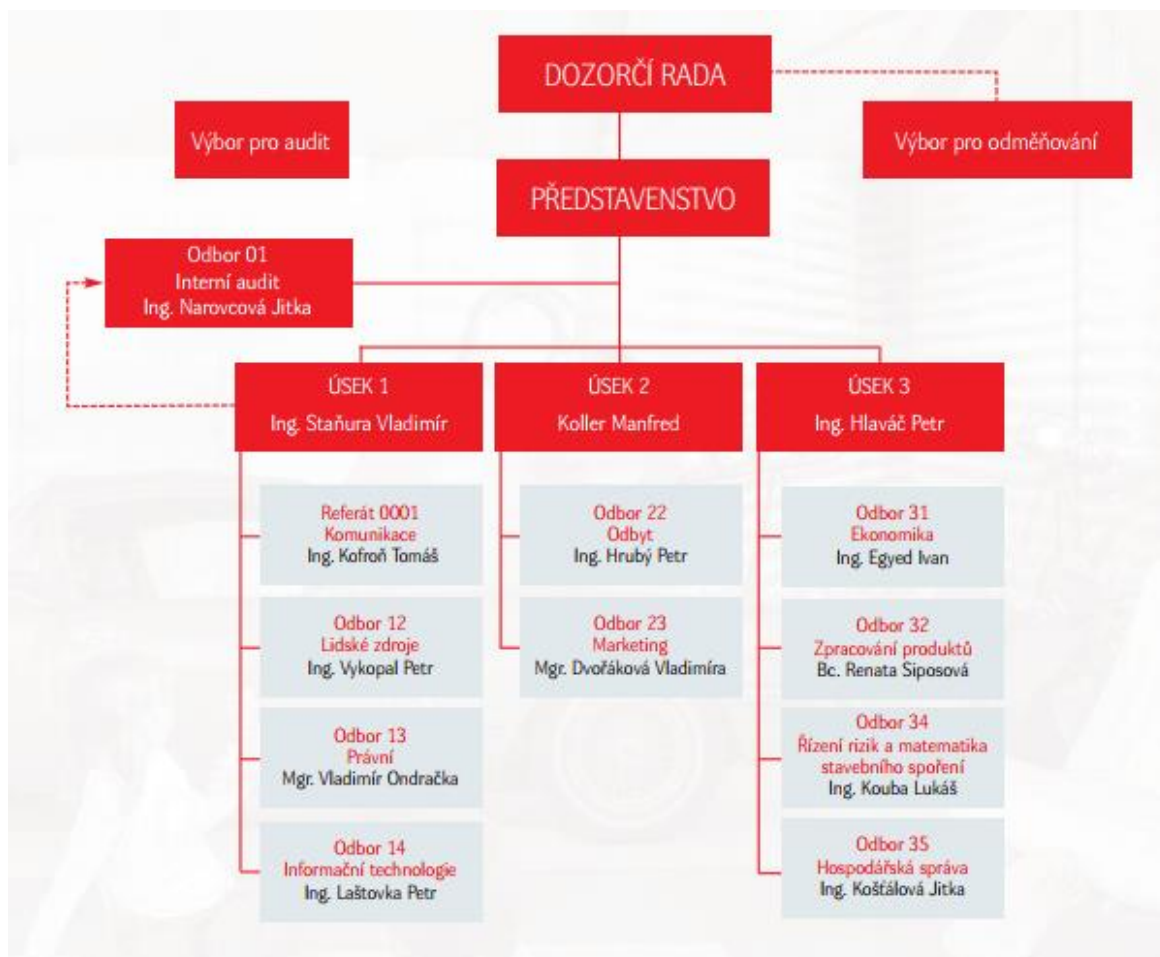 DOZORČÍ RADA
Výbor pro audit
Výbor pro odměňování
PŘEDSTAVENSTVO
Odbor 01
Interní audit
Ing. Narovcová Jitka
ÚSEK 1
Ing. Staňura Vladimír
ÚSEK 2
Koller Manfred
ÚSEK 3
Ing. Hlaváč Petr
Referát 0001
Komunikace
Ing. Kofroň Tomáš
Odbor 12
Lidské zdroje
Ing. Vykopal Petr
Odbor 13
Právní
Mgr. Vladimír Ondračka
Odbor 14
Informační technologie
Ing. Laštovka Petr
Odbor 22
Odbyt
Ing. Hrubý Petr
Odbor 23
Marketing
Mgr. Dvořáková Vladimíra
Odbor 31
Ekonomika
Ing. Egyed Ivan
Odbor 32
Zpracování produktů
Bc. Renata Siposová
Odbor 34
Řízení rizik a matematika
stavebního spoření
Ing. Kouba Lukáš
Odbor 35
Hospodářská správa
Ing. Košťálová Jitka